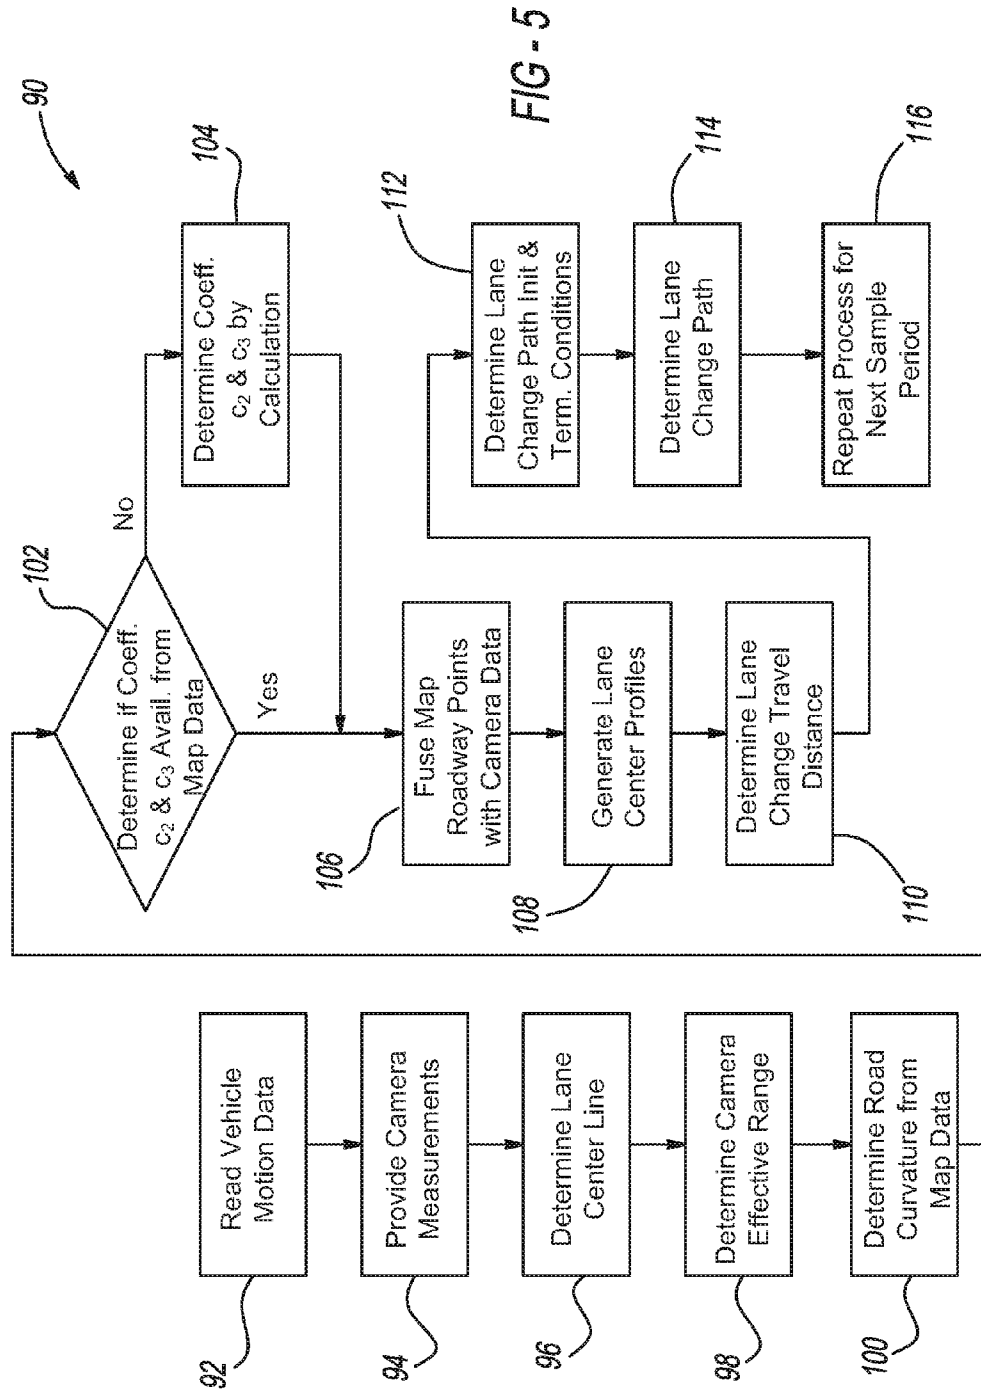 90
92
Read Vehicle
Motion Data
94
Provide Camera
Measurements
96
Determine Lane
Center Line
98
Determine Camera
Effective Range
100
Determine Road
Curvature from
Map Data
102
Determine if Coeff.
c₂ & c₃ Avail. from
Map Data
No
Yes
104
Determine Coeff.
c₂ & c₃ by
Calculation
106
Fuse Map
Roadway Points
with Camera Data
108
Generate Lane
Center Profiles
110
Determine Lane
Change Travel
Distance
112
Determine Lane
Change Path Init &
Term. Conditions
114
Determine Lane
Change Path
116
Repeat Process for
Next Sample
Period
FIG - 5